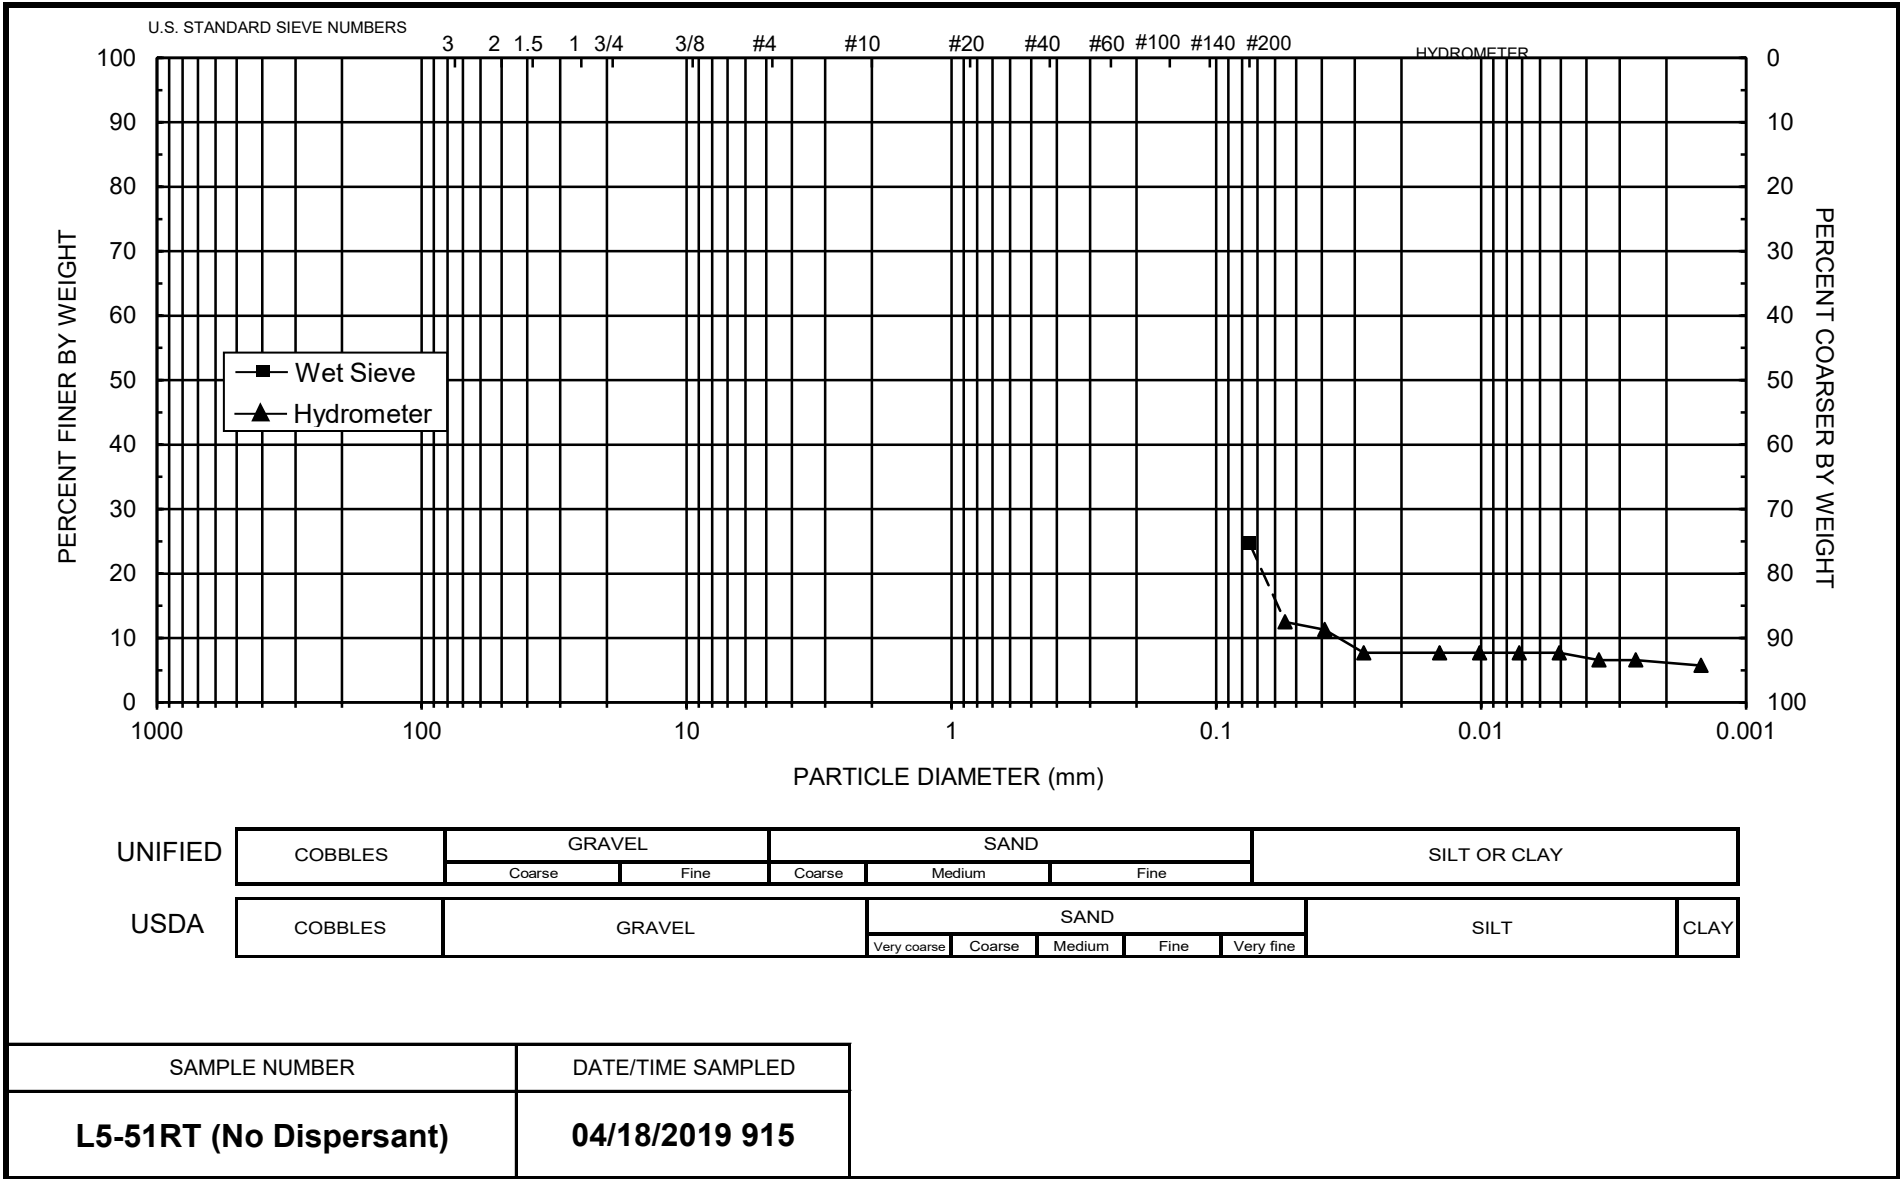 U.S. STANDARD SIEVE NUMBERS
3 2 1.5 1 3/4 3/8 #4 #10 #20 #40 #60 #100 #140 #200
HYDROMETER
100 0
90 10
80 20
70 30
60 40
50 50
40 60
30 70
20 80
10 90
0 100
PERCENT FINER BY WEIGHT
PERCENT COARSER BY WEIGHT
Wet Sieve
Hydrometer
1000 100 10 1 0.1 0.01 0.001
PARTICLE DIAMETER (mm)
UNIFIED
COBBLES GRAVEL SAND SILT OR CLAY
Coarse Fine Coarse Medium Fine
USDA
COBBLES GRAVEL SAND SILT CLAY
Very coarse Coarse Medium Fine Very fine
SAMPLE NUMBER DATE/TIME SAMPLED
L5-51RT (No Dispersant) 04/18/2019 915